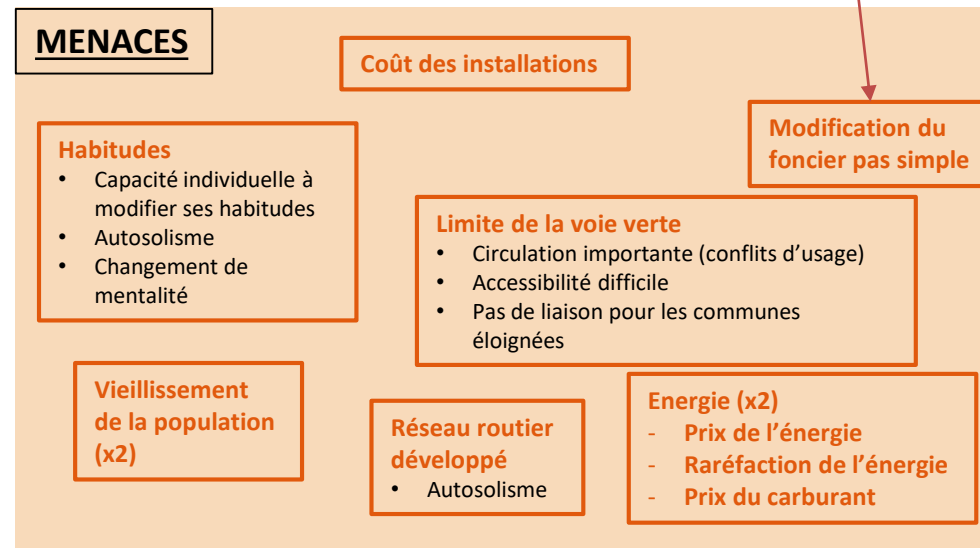 MENACES
Coût des installations
Modification du
foncier pas simple
Habitudes
• Capacité individuelle à
modifier ses habitudes
• Autosolisme
• Changement de
mentalité
Limite de la voie verte
• Circulation importante (conflits d’usage)
• Accessibilité difficile
• Pas de liaison pour les communes
éloignées
Vieillissement
de la population
(x2)
Réseau routier
développé
• Autosolisme
Energie (x2)
- Prix de l’énergie
- Raréfaction de l’énergie
- Prix du carburant